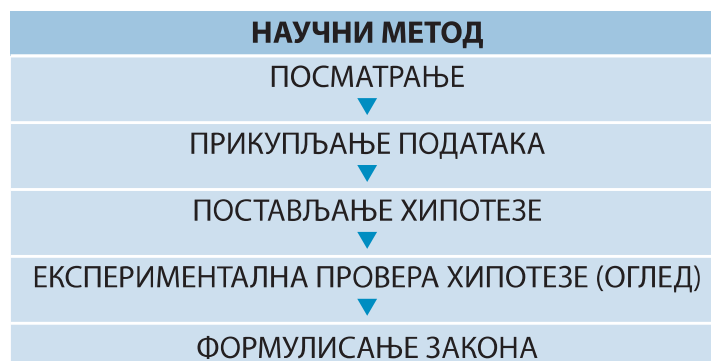 НАУЧНИ МЕТОД
ПОСМАТРАЊЕ
ПРИКУПЉАЊЕ ПОДАТАКА
ПОСТАВЉАЊЕ ХИПОТЕЗЕ
ЕКСПЕРИМЕНТАЛНА ПРОВЕРА ХИПОТЕЗЕ (ОГЛЕД)
ФОРМУЛИСАЊЕ ЗАКОНА